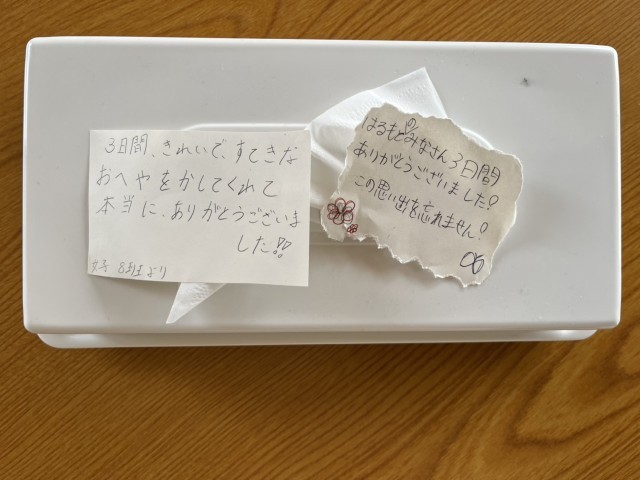 3日間、きれいで、すてきな
おへやをかしてくれて
本当に、ありがとうございま
した!!
女子 8班より
はるもとのみなさん3日間
ありがとうございました!
この思い出を忘れません!